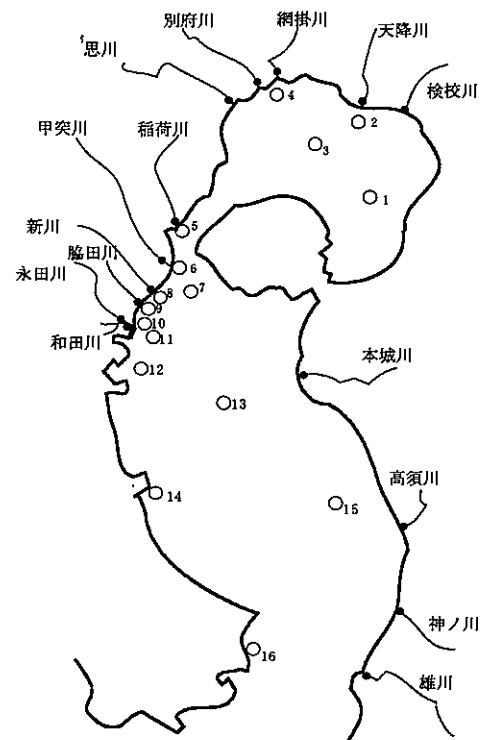 別府川
網掛川
天降川
思川
検校川
4
2
甲突川
稲荷川
3
1
5
新川
6
脇田川
7
8
永田川
9
10
和田川
11
本城川
12
13
高須川
14
15
神ノ川
16
雄川